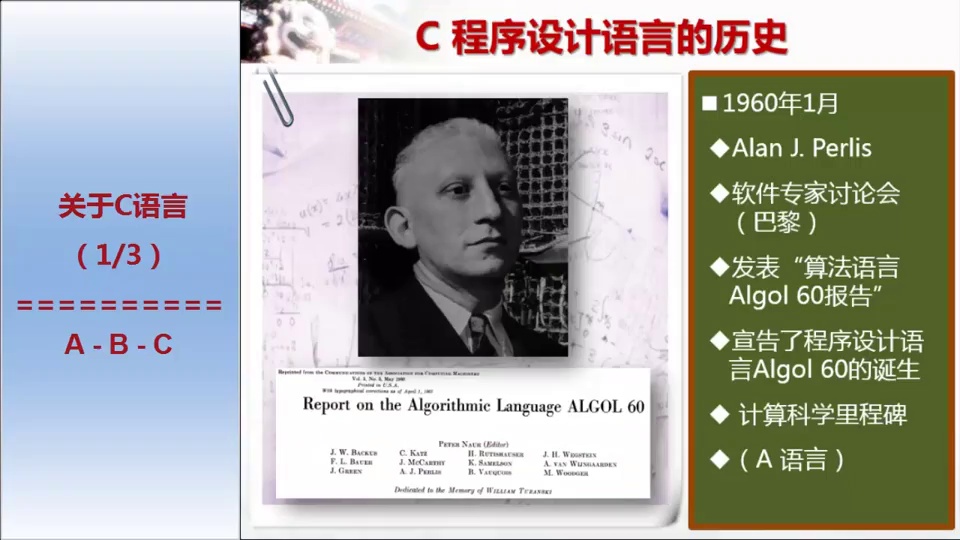 C 程序设计语言的历史
关于C语言
（1/3）
==========
A - B - C
■ 1960年1月
◆Alan J. Perlis
◆软件专家讨论会
（巴黎）
◆发表“算法语言
Algol 60报告”
◆宣告了程序设计语
言Algol 60的诞生
◆ 计算科学里程碑
◆（A 语言）
Reprinted from the Communications of the Association for Computing Machinery
Vol. 3, No. 5, May 1960
Printed in U.S.A.
With typographical corrections as of April 1,
Report on the Algorithmic Language ALGOL 60
Peter Naur (Editor)
J. W. Backus C. Katz H. Rutishauser J. H. Wegstein
F. L. Bauer J. McCarthy K. Samelson A. van Wijngaarden
J. Green A. J. Perlis B. Vauquois M. Woodger
Dedicated to the Memory of William Turanski